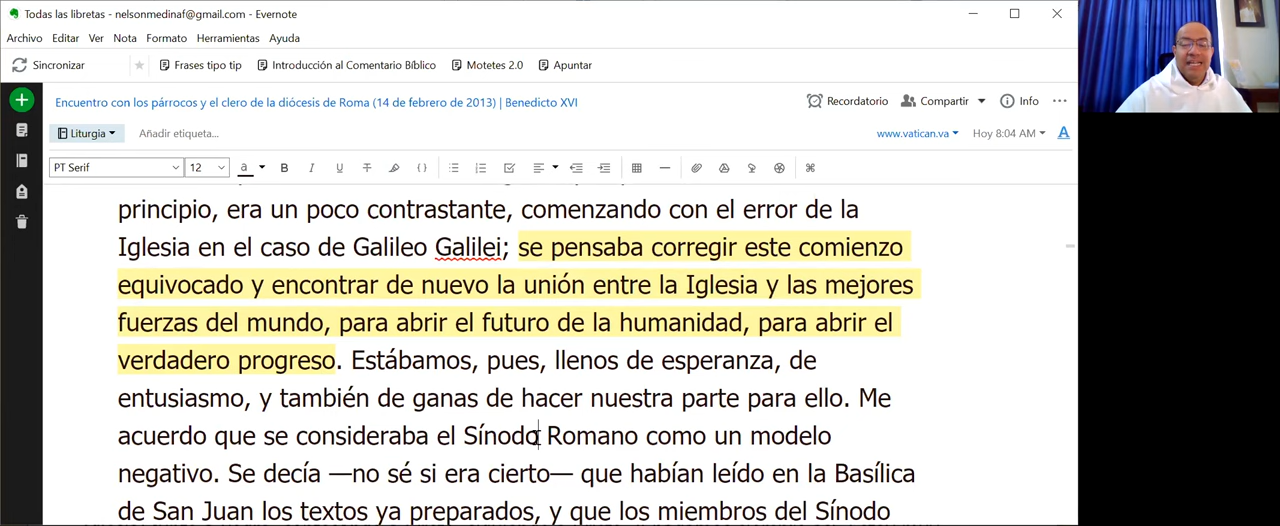 Todas las libretas - nelsonmedinaf@gmail.com - Evernote
Archivo Editar Ver Nota Formato Herramientas Ayuda
Sincronizar Frases tipo tip Introducción al Comentario Bíblico Motetes 2.0 Apuntar
Encuentro con los párrocos y el clero de la diócesis de Roma (14 de febrero de 2013) | Benedicto XVI Recordatorio Compartir Info
Liturgia Añadir etiqueta... www.vatican.va Hoy 8:04 AM A
PT Serif 12 a B I U T
principio, era un poco contrastante, comenzando con el error de la
Iglesia en el caso de Galileo Galilei; se pensaba corregir este comienzo
equivocado y encontrar de nuevo la unión entre la Iglesia y las mejores
fuerzas del mundo, para abrir el futuro de la humanidad, para abrir el
verdadero progreso. Estábamos, pues, llenos de esperanza, de
entusiasmo, y también de ganas de hacer nuestra parte para ello. Me
acuerdo que se consideraba el Sínodo Romano como un modelo
negativo. Se decía —no sé si era cierto— que habían leído en la Basílica
de San Juan los textos ya preparados, y que los miembros del Sínodo